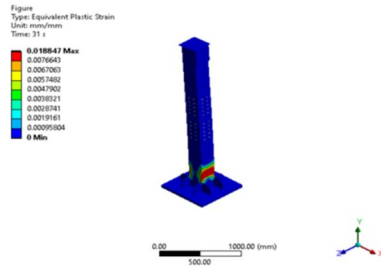 Figure
Type: Equivalent Plastic Strain
Unit: mm/mm
Time: 31 s
0.018847 Max
0.0076643
0.0067063
0.0057482
0.0047902
0.0038321
0.0028741
0.0019161
0.00095804
0 Min
0.00 1000.00 (mm)
500.00
Y
Z X